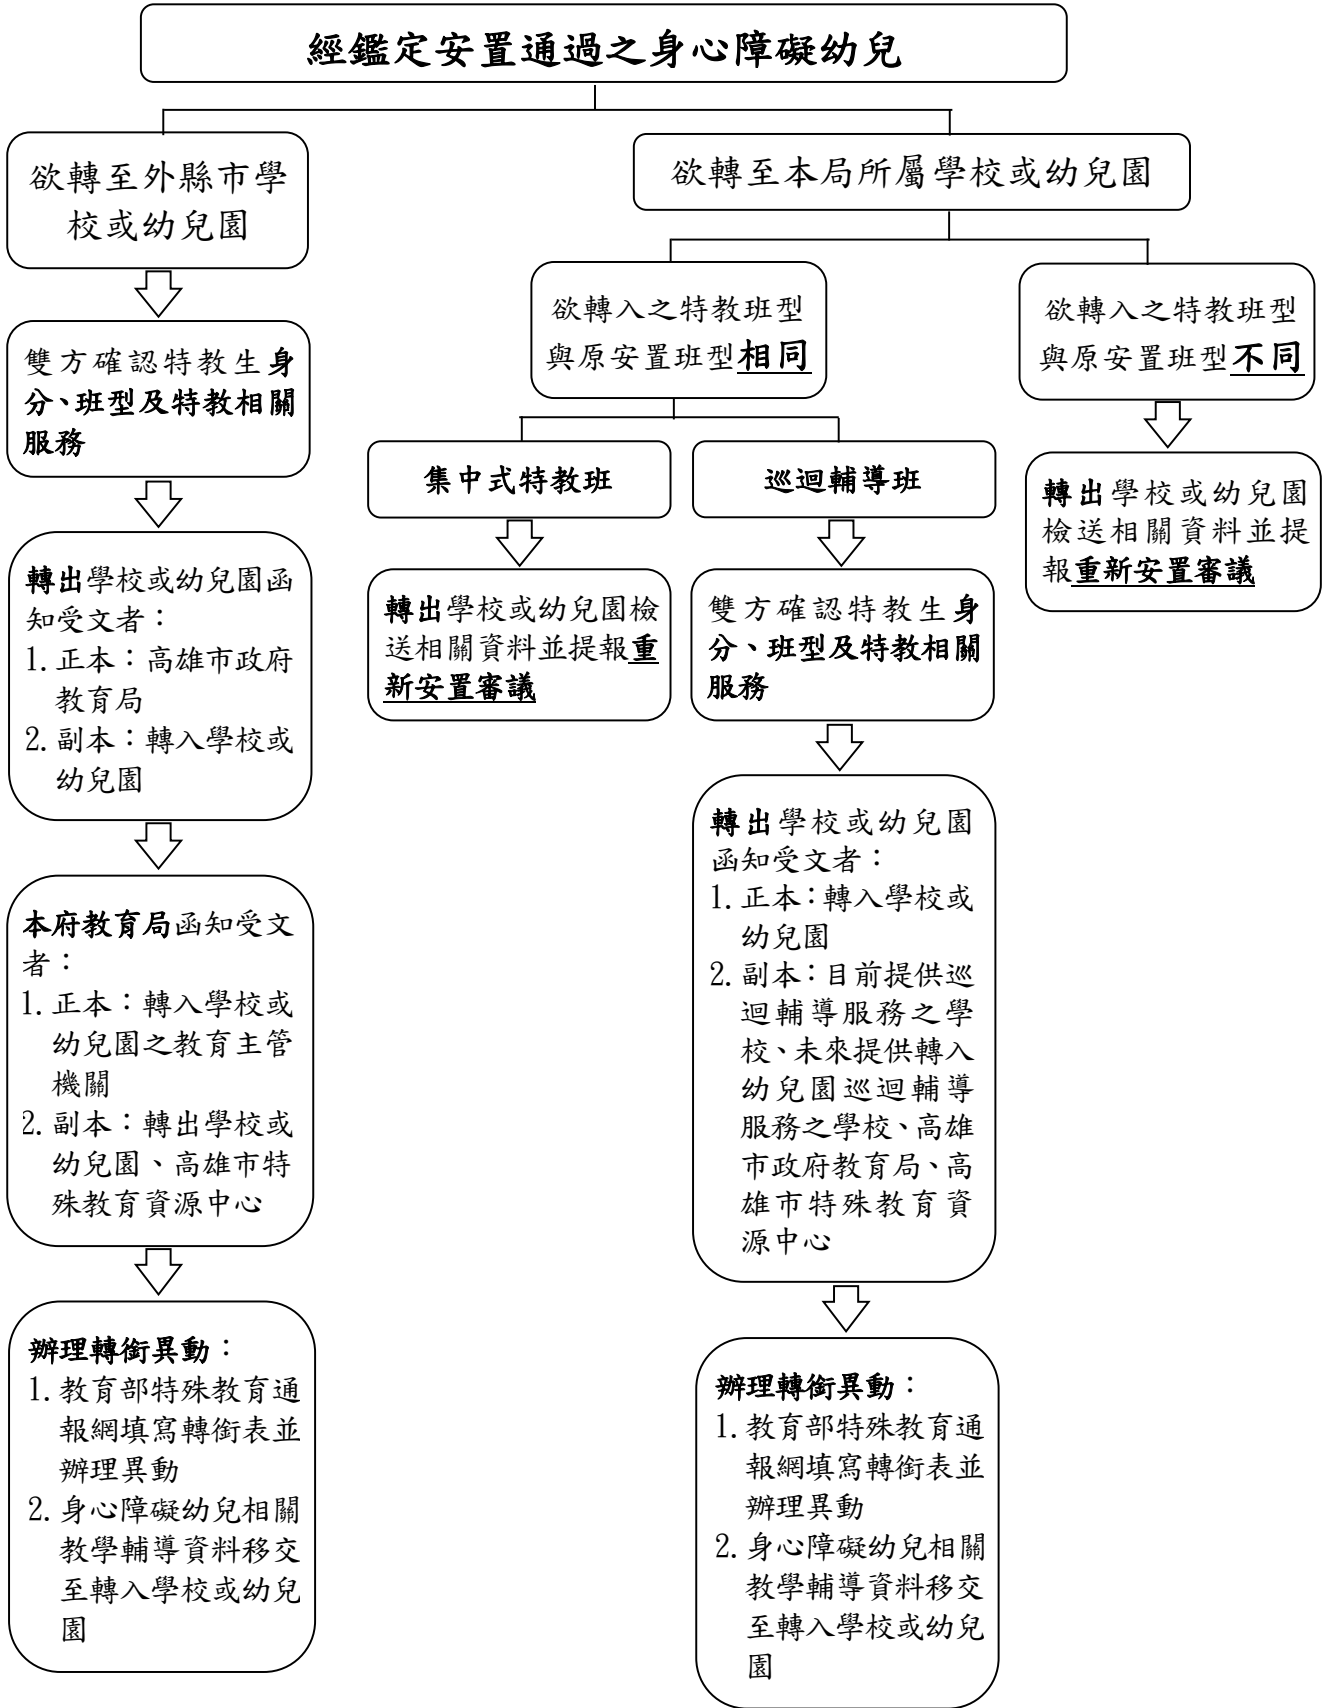 經鑑定安置通過之身心障礙幼兒
欲轉至外縣市學
校或幼兒園
雙方確認特教生身
分、班型及特教相關
服務
轉出學校或幼兒園函
知受文者：
1. 正本：高雄市政府
教育局
2. 副本：轉入學校或
幼兒園
本府教育局函知受文
者：
1. 正本：轉入學校或
幼兒園之教育主管
機關
2. 副本：轉出學校或
幼兒園、高雄市特
殊教育資源中心
辦理轉銜異動：
1. 教育部特殊教育通
報網填寫轉銜表並
辦理異動
2. 身心障礙幼兒相關
教學輔導資料移交
至轉入學校或幼兒
園
欲轉至本局所屬學校或幼兒園
欲轉入之特教班型
與原安置班型相同
集中式特教班
轉出學校或幼兒園檢
送相關資料並提報重
新安置審議
巡迴輔導班
雙方確認特教生身
分、班型及特教相關
服務
轉出學校或幼兒園
函知受文者：
1. 正本：轉入學校或
幼兒園
2. 副本：目前提供巡
迴輔導服務之學
校、未來提供轉入
幼兒園巡迴輔導
服務之學校、高雄
市政府教育局、高
雄市特殊教育資
源中心
辦理轉銜異動：
1. 教育部特殊教育通
報網填寫轉銜表並
辦理異動
2. 身心障礙幼兒相關
教學輔導資料移交
至轉入學校或幼兒
園
欲轉入之特教班型
與原安置班型不同
轉出學校或幼兒園
檢送相關資料並提
報重新安置審議